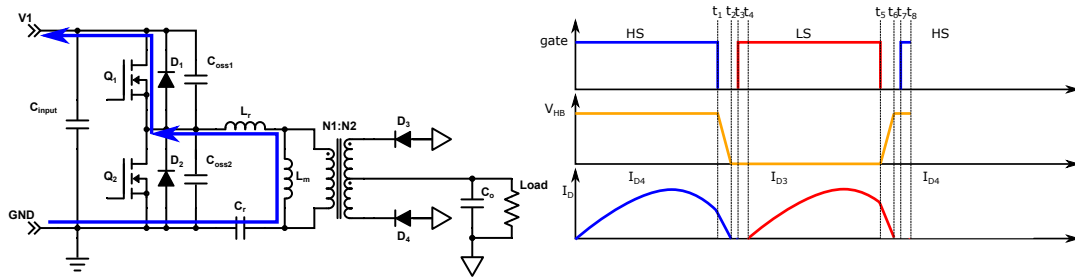 V1
Q1
D1
Coss1
Cinput
Lr
N1:N2
D3
Q2
D2
Coss2
Lm
Load
Co
GND
Cr
D4
t1 t2 t3 t4 t5 t6 t7 t8
gate
HS LS HS
VHB
ID
ID4 ID3 ID4